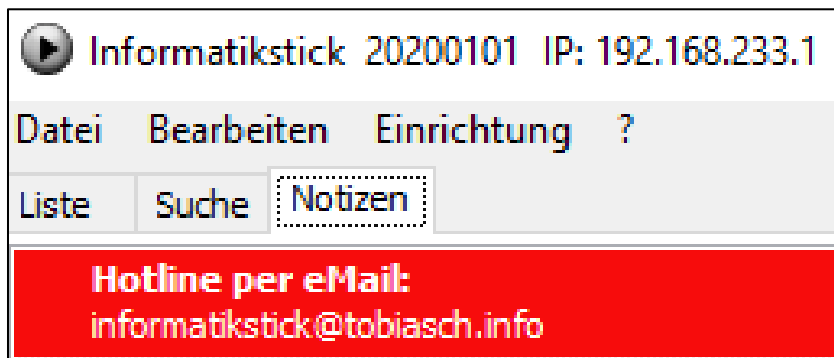 Informatikstick 20200101 IP: 192.168.233.1
Datei Bearbeiten Einrichtung ?
Liste Suche Notizen
Hotline per eMail:
informatikstick@tobiasch.info